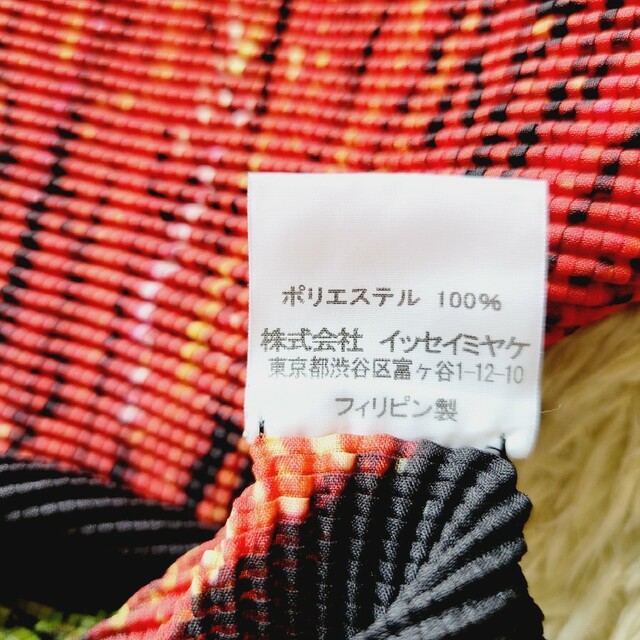 ポリエステル 100%
株式会社 イッセイミヤケ
東京都渋谷区富ヶ谷1-12-10
フィリピン製